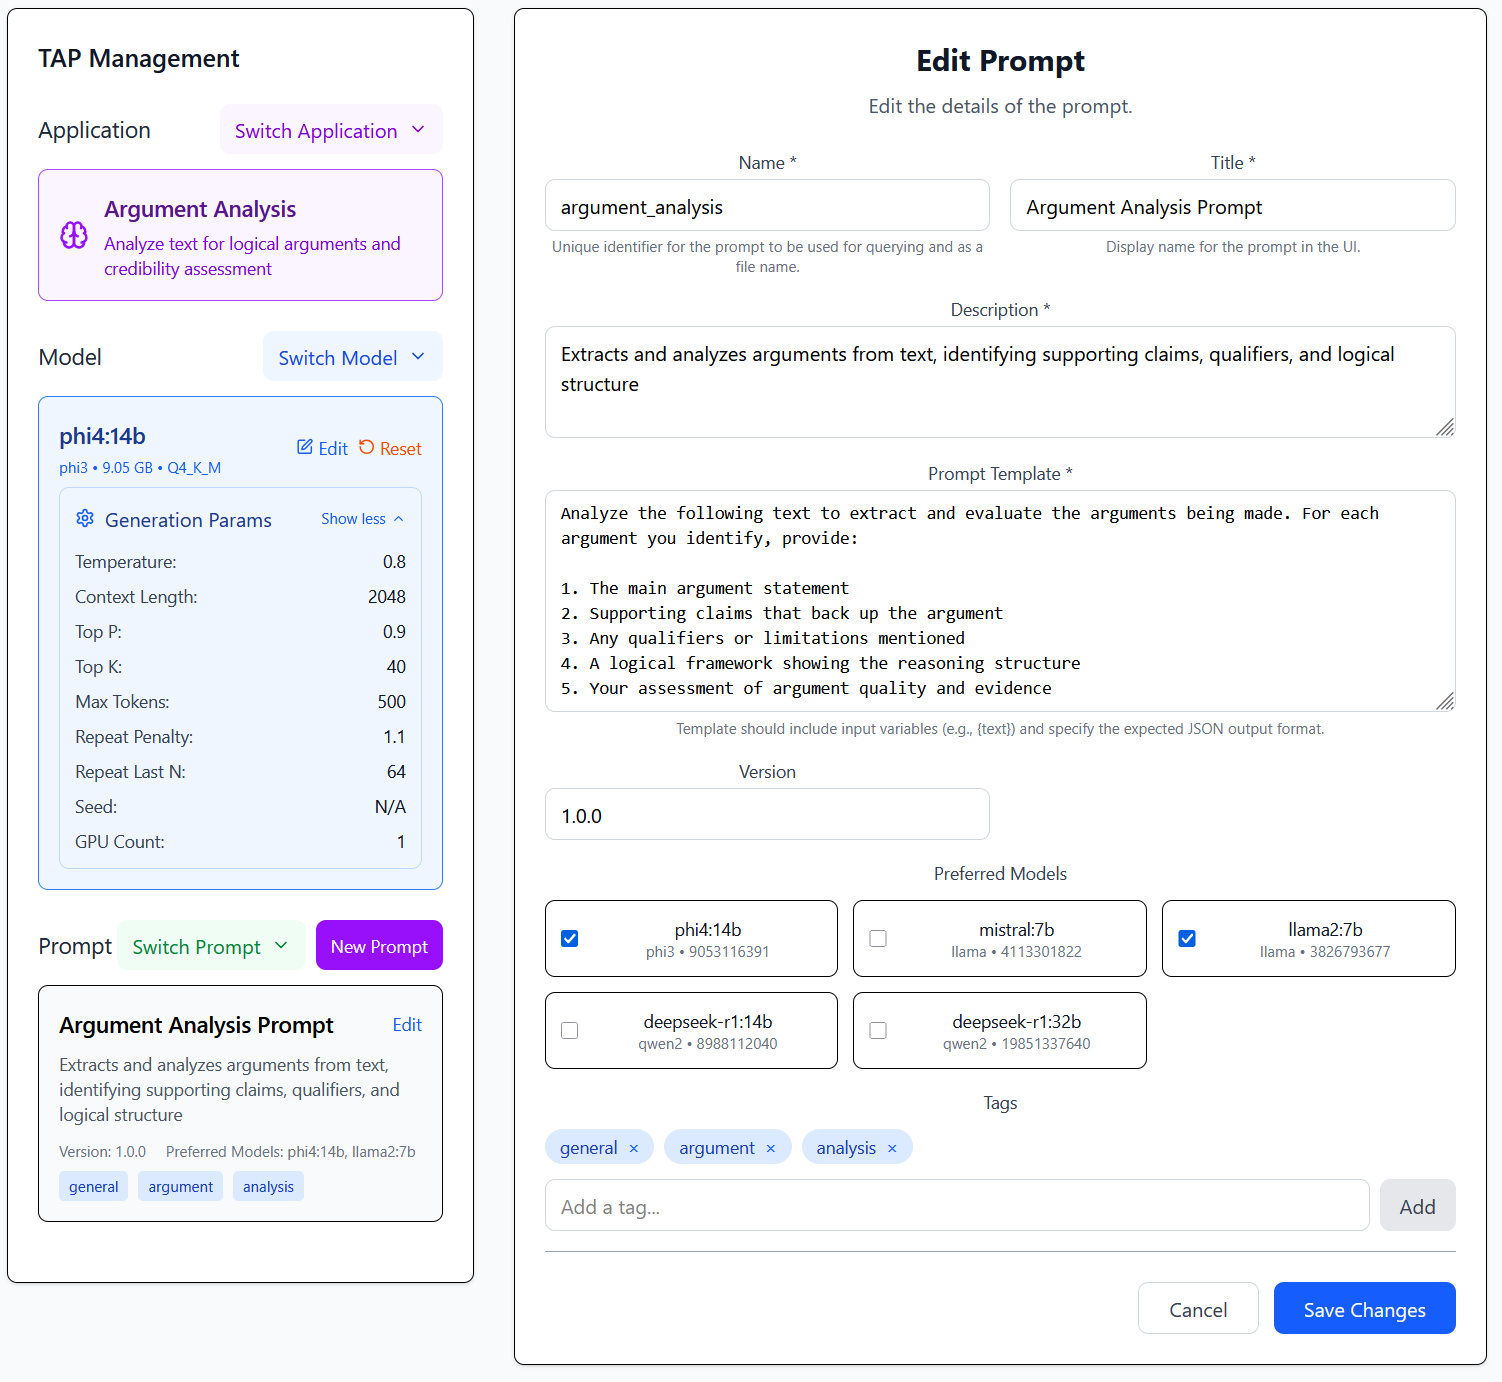 TAP Management
Application
Switch Application
Argument Analysis
Analyze text for logical arguments and
credibility assessment
Model
Switch Model
phi4:14b
Edit
Reset
phi3 • 9.05 GB • Q4_K_M
Generation Params
Show less
Temperature: 0.8
Context Length: 2048
Top P: 0.9
Top K: 40
Max Tokens: 500
Repeat Penalty: 1.1
Repeat Last N: 64
Seed: N/A
GPU Count: 1
Prompt
Switch Prompt
New Prompt
Argument Analysis Prompt
Edit
Extracts and analyzes arguments from text,
identifying supporting claims, qualifiers, and
logical structure
Version: 1.0.0 Preferred Models: phi4:14b, llama2:7b
general argument analysis
Edit Prompt
Edit the details of the prompt.
Name *
argument_analysis
Unique identifier for the prompt to be used for querying and as a
file name.
Title *
Argument Analysis Prompt
Display name for the prompt in the UI.
Description *
Extracts and analyzes arguments from text, identifying supporting claims, qualifiers, and logical
structure
Prompt Template *
Analyze the following text to extract and evaluate the arguments being made. For each
argument you identify, provide:
1. The main argument statement
2. Supporting claims that back up the argument
3. Any qualifiers or limitations mentioned
4. A logical framework showing the reasoning structure
5. Your assessment of argument quality and evidence
Template should include input variables (e.g., {text}) and specify the expected JSON output format.
Version
1.0.0
Preferred Models
phi4:14b
phi3 • 9053116391
mistral:7b
llama • 4113301822
llama2:7b
llama • 3826793677
deepseek-r1:14b
qwen2 • 8988112040
deepseek-r1:32b
qwen2 • 19851337640
Tags
general × argument × analysis ×
Add a tag...
Add
Cancel
Save Changes